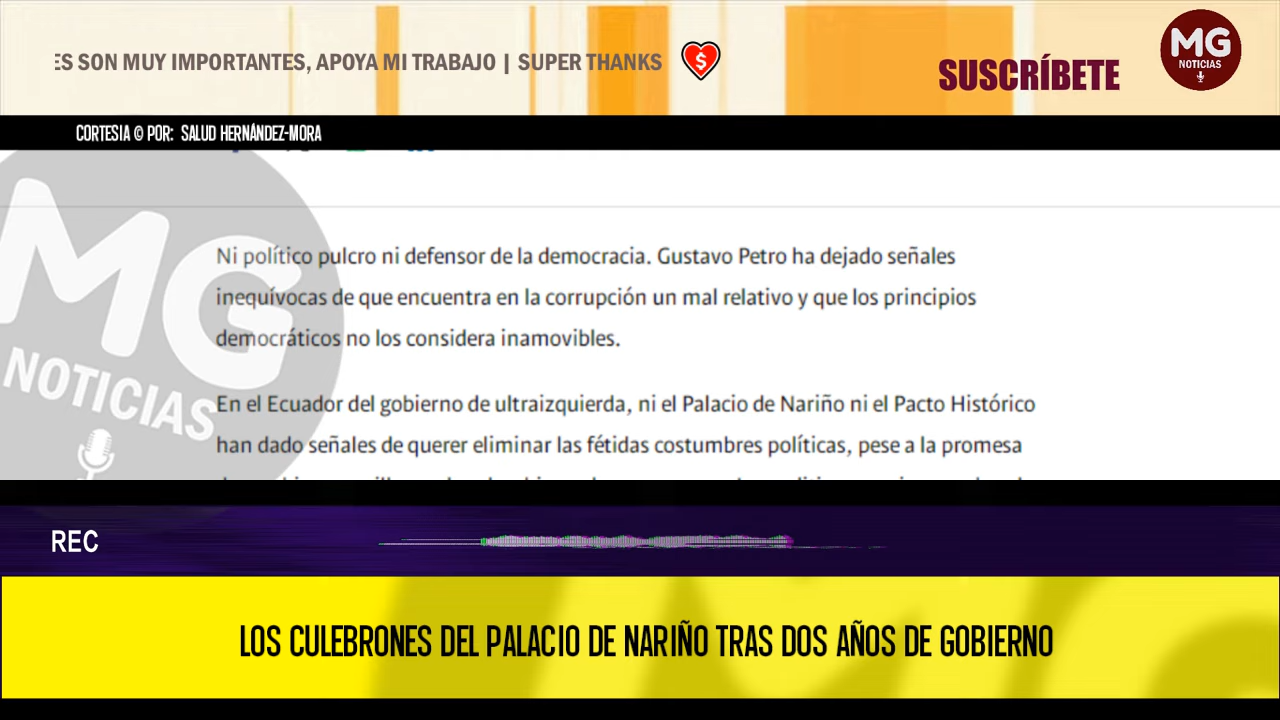 ES SON MUY IMPORTANTES, APOYA MI TRABAJO | SUPER THANKS
SUSCRÍBETE
MG
NOTICIAS
CORTESIA © POR: SALUD HERNÁNDEZ-MORA
MG
NOTICIAS
Ni político pulcro ni defensor de la democracia. Gustavo Petro ha dejado señales
inequívocas de que encuentra en la corrupción un mal relativo y que los principios
democráticos no los considera inamovibles.
En el Ecuador del gobierno de ultraizquierda, ni el Palacio de Nariño ni el Pacto Histórico
han dado señales de querer eliminar las fétidas costumbres políticas, pese a la promesa
REC
LOS CULEBRONES DEL PALACIO DE NARIÑO TRAS DOS AÑOS DE GOBIERNO